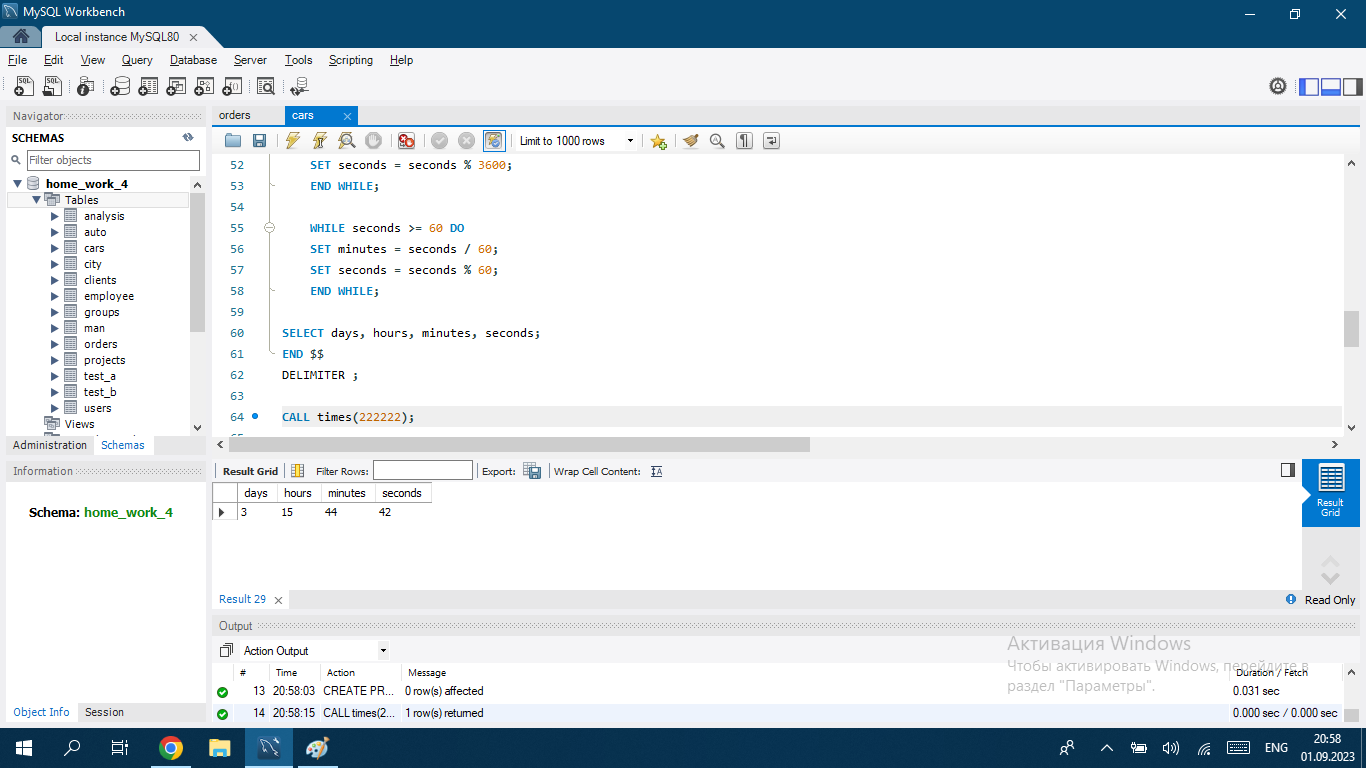 MySQL Workbench
Local instance MySQL80
File Edit View Query Database Server Tools Scripting Help
Navigator
SCHEMAS
Filter objects
home_work_4
Tables
analysis
auto
cars
city
clients
employee
groups
man
orders
projects
test_a
test_b
users
Views
Administration Schemas
Information
Schema: home_work_4
Object Info Session
orders cars
Limit to 1000 rows
52 SET seconds = seconds % 3600;
53 END WHILE;
54
55 WHILE seconds >= 60 DO
56 SET minutes = seconds / 60;
57 SET seconds = seconds % 60;
58 END WHILE;
59
60 SELECT days, hours, minutes, seconds;
61 END $$
62 DELIMITER ;
63
64 CALL times(222222);
Result Grid Filter Rows: Export: Wrap Cell Content:
days hours minutes seconds
3 15 44 42
Result Grid
Result 29
Read Only
Output
Action Output
# Time Action Message Duration / Fetch
13 20:58:03 CREATE PR... 0 row(s) affected 0.031 sec
14 20:58:15 CALL times(2... 1 row(s) returned 0.000 sec / 0.000 sec
Активация Windows
Чтобы активировать Windows, перейдите в
раздел "Параметры".
ENG
20:58
01.09.2023